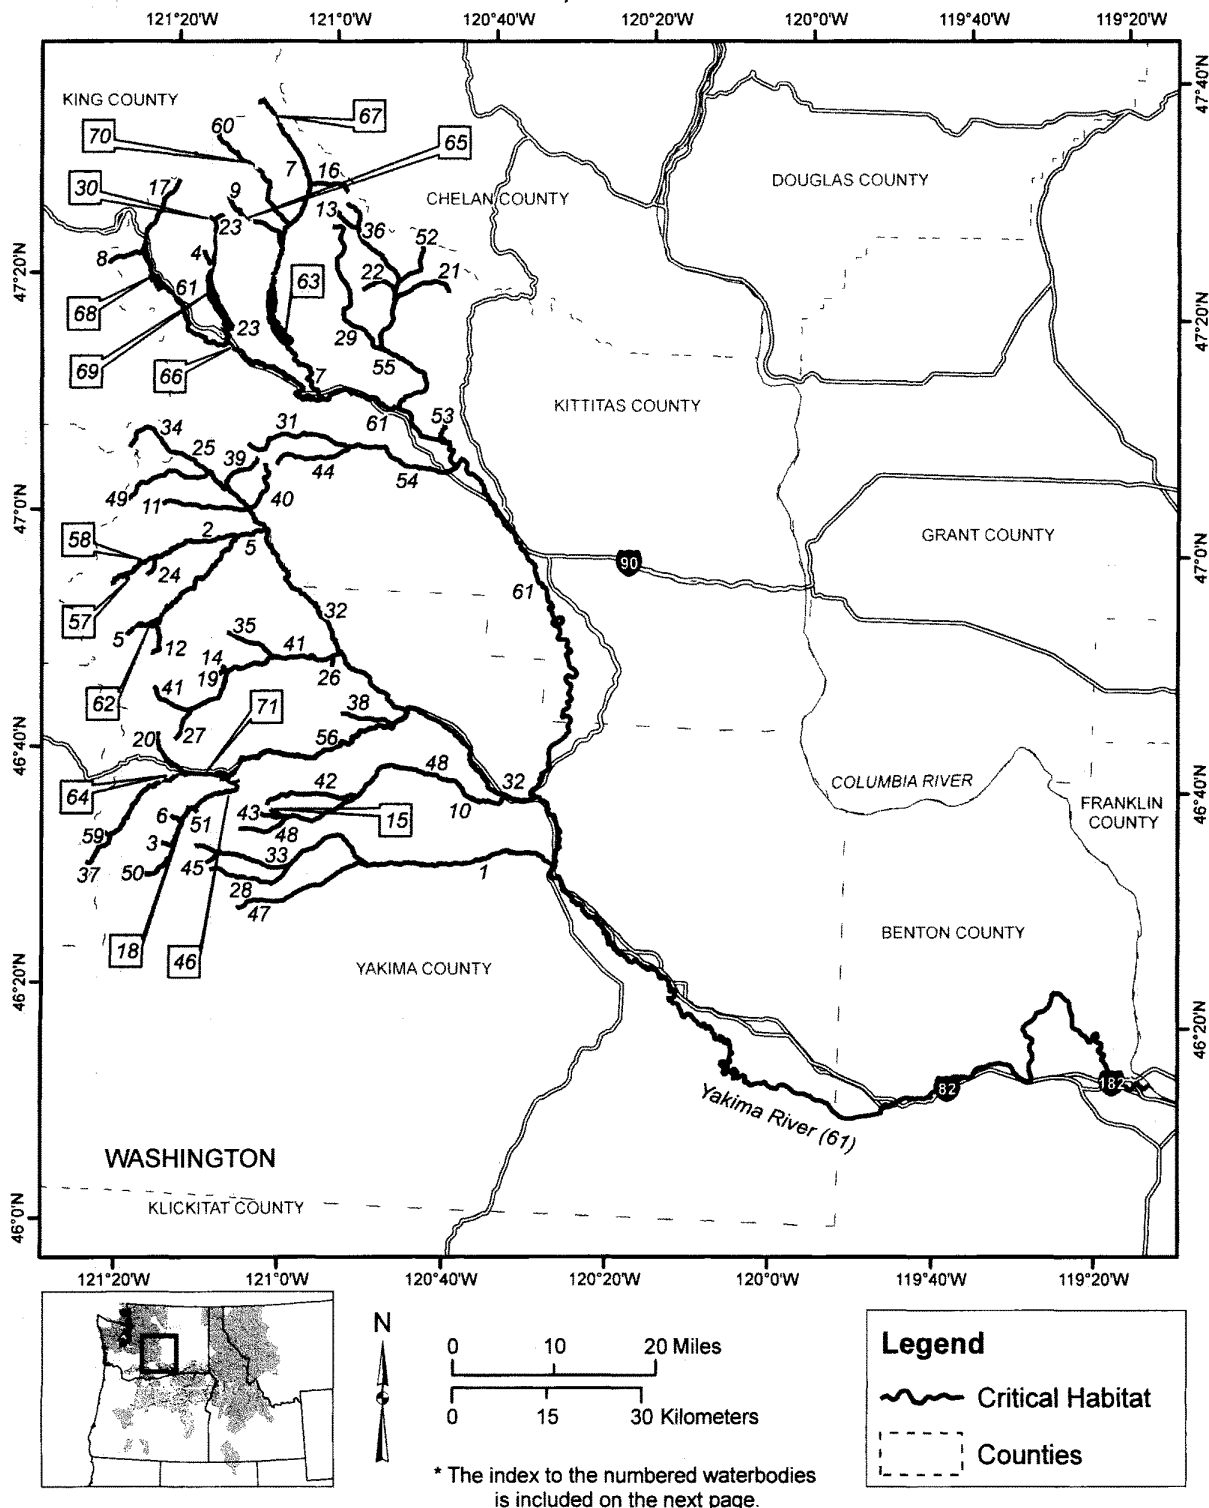 121°20'W 121°0'W 120°40'W 120°20'W 120°0'W 119°40'W 119°20'W
47°40'N
KING COUNTY
67
60
70
65
7
16
30
17
9
CHELAN COUNTY
DOUGLAS COUNTY
23
13
36
52
8
4
22
21
47°20'N
61
63
68
23
29
47°20'N
69
66
55
7
KITTITAS COUNTY
61
53
34
31
25
39
44
54
49
11
40
47°0'N
GRANT COUNTY
58
2
5
24
90
47°0'N
57
61
32
5
12
35
41
14
19
26
62
41
71
38
27
20
56
46°40'N
48
32
COLUMBIA RIVER
64
42
46°40'N
6
51
43
15
10
FRANKLIN
COUNTY
59
48
3
33
37
50
45
1
28
47
18
46
BENTON COUNTY
YAKIMA COUNTY
46°20'N
46°20'N
82
182
Yakima River (61)
WASHINGTON
KLICKITAT COUNTY
46°0'N
121°20'W 121°0'W 120°40'W 120°20'W 120°0'W 119°40'W 119°20'W
N
0 10 20 Miles
0 15 30 Kilometers
* The index to the numbered waterbodies
is included on the next page.
Legend
Critical Habitat
Counties